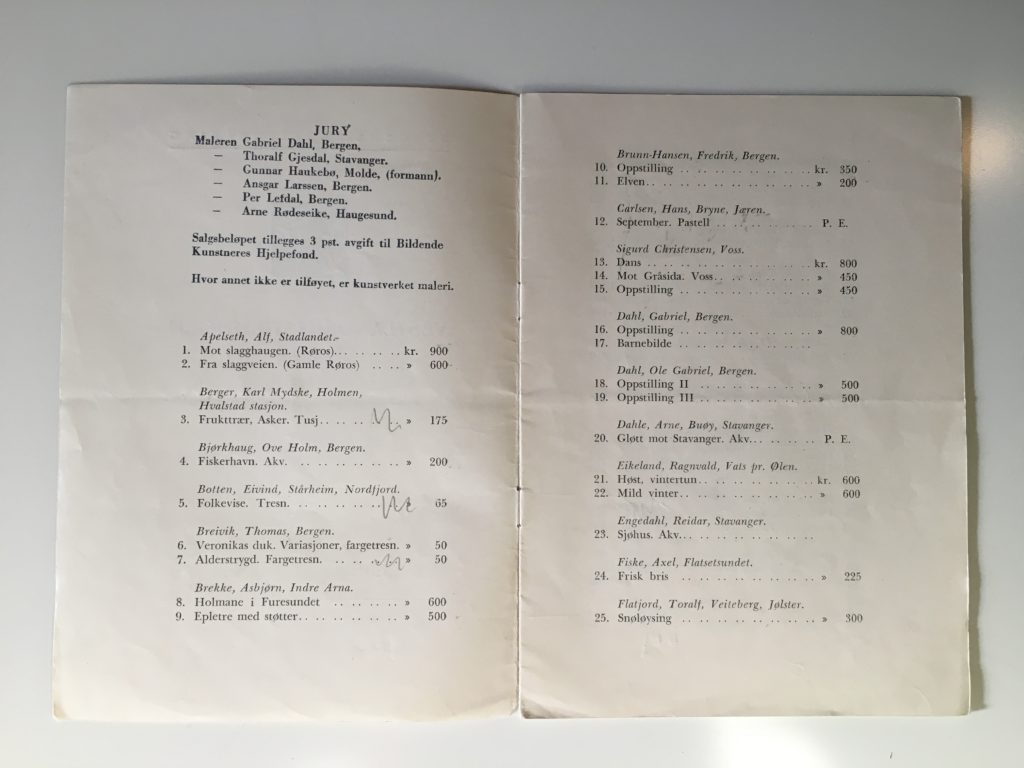 JURY
Maleren Gabriel Dahl, Bergen,
— Thoralf Gjesdal, Stavanger.
— Gunnar Haukebø, Molde, (formann).
— Ansgar Larssen, Bergen.
— Per Lefdal, Bergen.
— Arne Rødeseike, Haugesund.
Salgsbeløpet tillegges 3 pst. avgift til Bildende
Kunstneres Hjelpefond.
Hvor annet ikke er tilføyet, er kunstverket maleri.
Apelseth, Alf, Stadlandet.
1. Mot slagghaugen. (Røros).. .. .. .. kr. 900
2. Fra slaggveien. (Gamle Røros) .. .. » 600
Berger, Karl Mydske, Holmen,
Hvalstad stasjon.
3. Frukttrær, Asker. Tusj.. .. .. .. .. » 175
Bjørkhaug, Ove Holm, Bergen.
4. Fiskerhavn. Akv. .. .. .. .. .. .. » 200
Botten, Eivind, Stårheim, Nordfjord.
5. Folkevise. Tresn. .. .. .. .. .. .. » 65
Breivik, Thomas, Bergen.
6. Veronikas duk. Variasjoner, fargetresn. » 50
7. Alderstrygd. Fargetresn. .. .. .. .. » 50
Brekke, Asbjørn, Indre Arna.
8. Holmane i Furesundet .. .. .. .. » 600
9. Epletre med støtter.. .. .. .. .. .. » 500
Brunn-Hansen, Fredrik, Bergen.
10. Oppstilling .. .. .. .. .. .. .. .. kr. 350
11. Elven.. .. .. .. .. .. .. .. .. .. » 200
Carlsen, Hans, Bryne, Jæren.
12. September. Pastell .. .. .. .. .. P. E.
Sigurd Christensen, Voss.
13. Dans .. .. .. .. .. .. .. .. .. kr. 800
14. Mot Gråsida. Voss.. .. .. .. .. .. » 450
15. Oppstilling .. .. .. .. .. .. .. .. » 450
Dahl, Gabriel, Bergen.
16. Oppstilling .. .. .. .. .. .. .. .. » 800
17. Barnebilde .. .. .. .. .. .. .. ..
Dahl, Ole Gabriel, Bergen.
18. Oppstilling II .. .. .. .. .. .. .. » 500
19. Oppstilling III .. .. .. .. .. .. .. » 500
Dahle, Arne, Buøy, Stavanger.
20. Gløtt mot Stavanger. Akv... .. .. .. P. E.
Eikeland, Ragnvald, Vats pr. Ølen.
21. Høst, vintertun.. .. .. .. .. .. .. kr. 600
22. Mild vinter.. .. .. .. .. .. .. .. » 600
Engedahl, Reidar, Stavanger.
23. Sjøhus. Akv... .. .. .. .. .. .. ..
Fiske, Axel, Flatsetsundet.
24. Frisk bris .. .. .. .. .. .. .. .. » 225
Flatjord, Toralf, Veiteberg, Jølster.
25. Snøløysing .. .. .. .. .. .. .. .. » 300